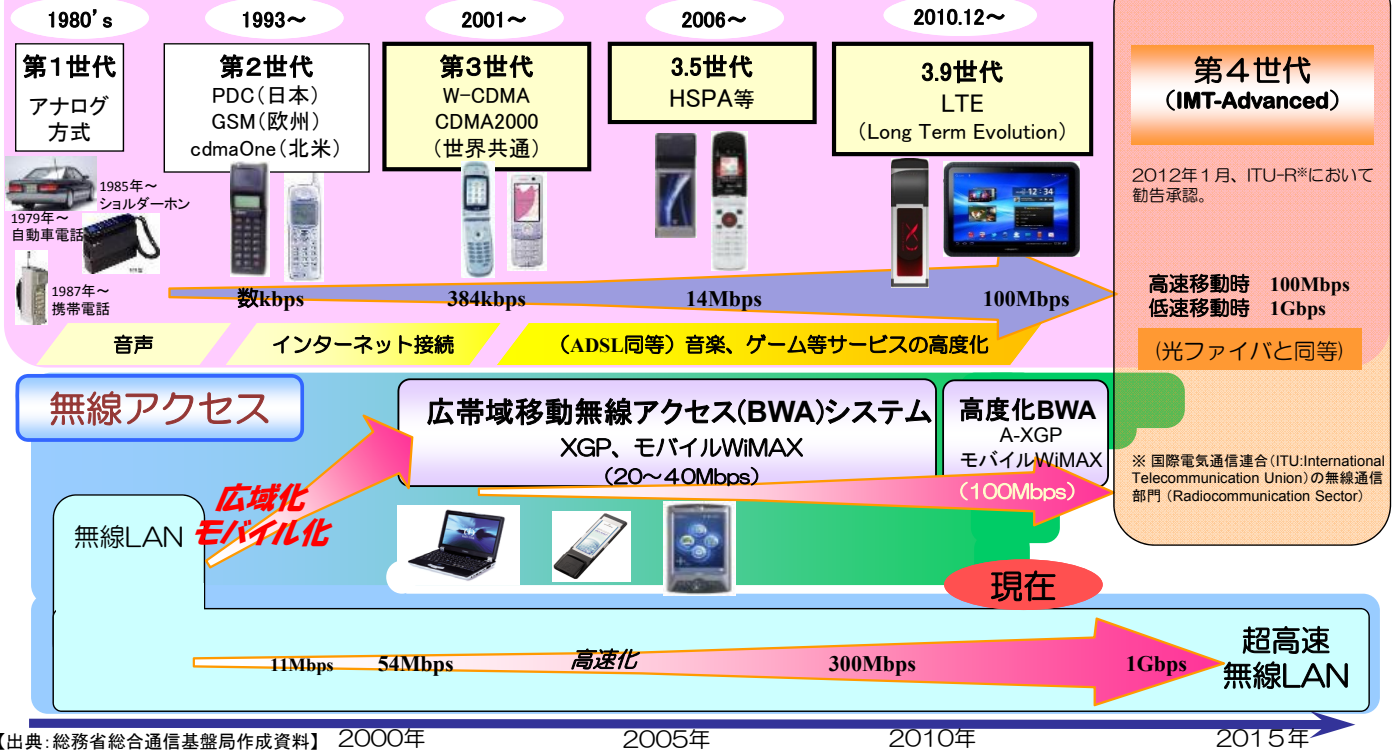 1980's
1993～
2001～
2006～
2010.12～
第1世代
アナログ
方式
第2世代
PDC（日本）
GSM（欧州）
cdmaOne（北米）
第3世代
W-CDMA
CDMA2000
（世界共通）
3.5世代
HSPA等
3.9世代
LTE
（Long Term Evolution）
第4世代
（IMT-Advanced）
2012年1月、ITU-R※において
勧告承認。
1985年～
ショルダーホン
1979年～
自動車電話
1987年～
携帯電話
数kbps
384kbps
14Mbps
100Mbps
高速移動時 100Mbps
低速移動時 1Gbps
(光ファイバと同等)
音声
インターネット接続
（ADSL同等）音楽、ゲーム等サービスの高度化
無線アクセス
広帯域移動無線アクセス(BWA)システム
XGP、モバイルWiMAX
（20～40Mbps）
高度化BWA
A-XGP
モバイルWiMAX
（100Mbps）
※ 国際電気通信連合（ITU:International
Telecommunication Union）の無線通信
部門（Radiocommunication Sector）
広域化
モバイル化
無線LAN
現在
11Mbps
54Mbps
高速化
300Mbps
1Gbps
超高速
無線LAN
【出典:総務省総合通信基盤局作成資料】
2000年
2005年
2010年
2015年